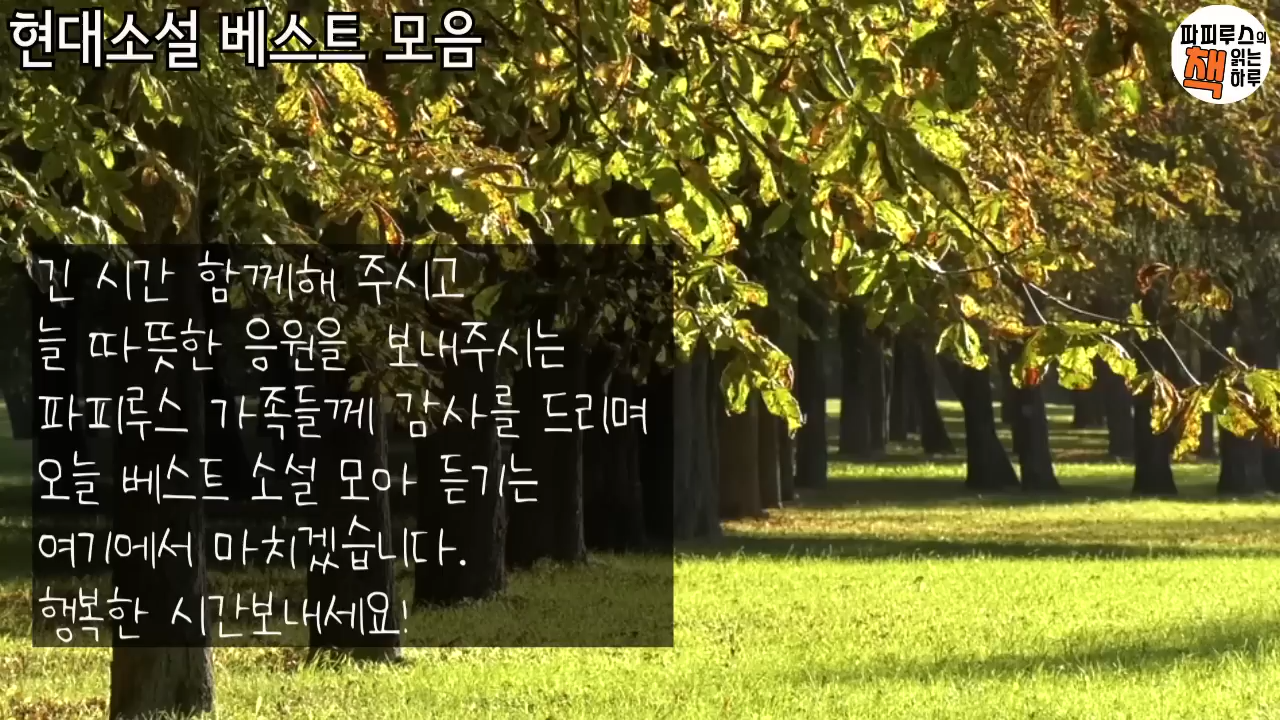 현대소설 베스트 모음
파피루스의
책 읽는
하루
긴 시간 함께해 주시고
늘 따뜻한 응원을 보내주시는
파피루스 가족들께 감사를 드리며
오늘 베스트 소설 모아 듣기는
여기에서 마치겠습니다.
행복한 시간보내세요!